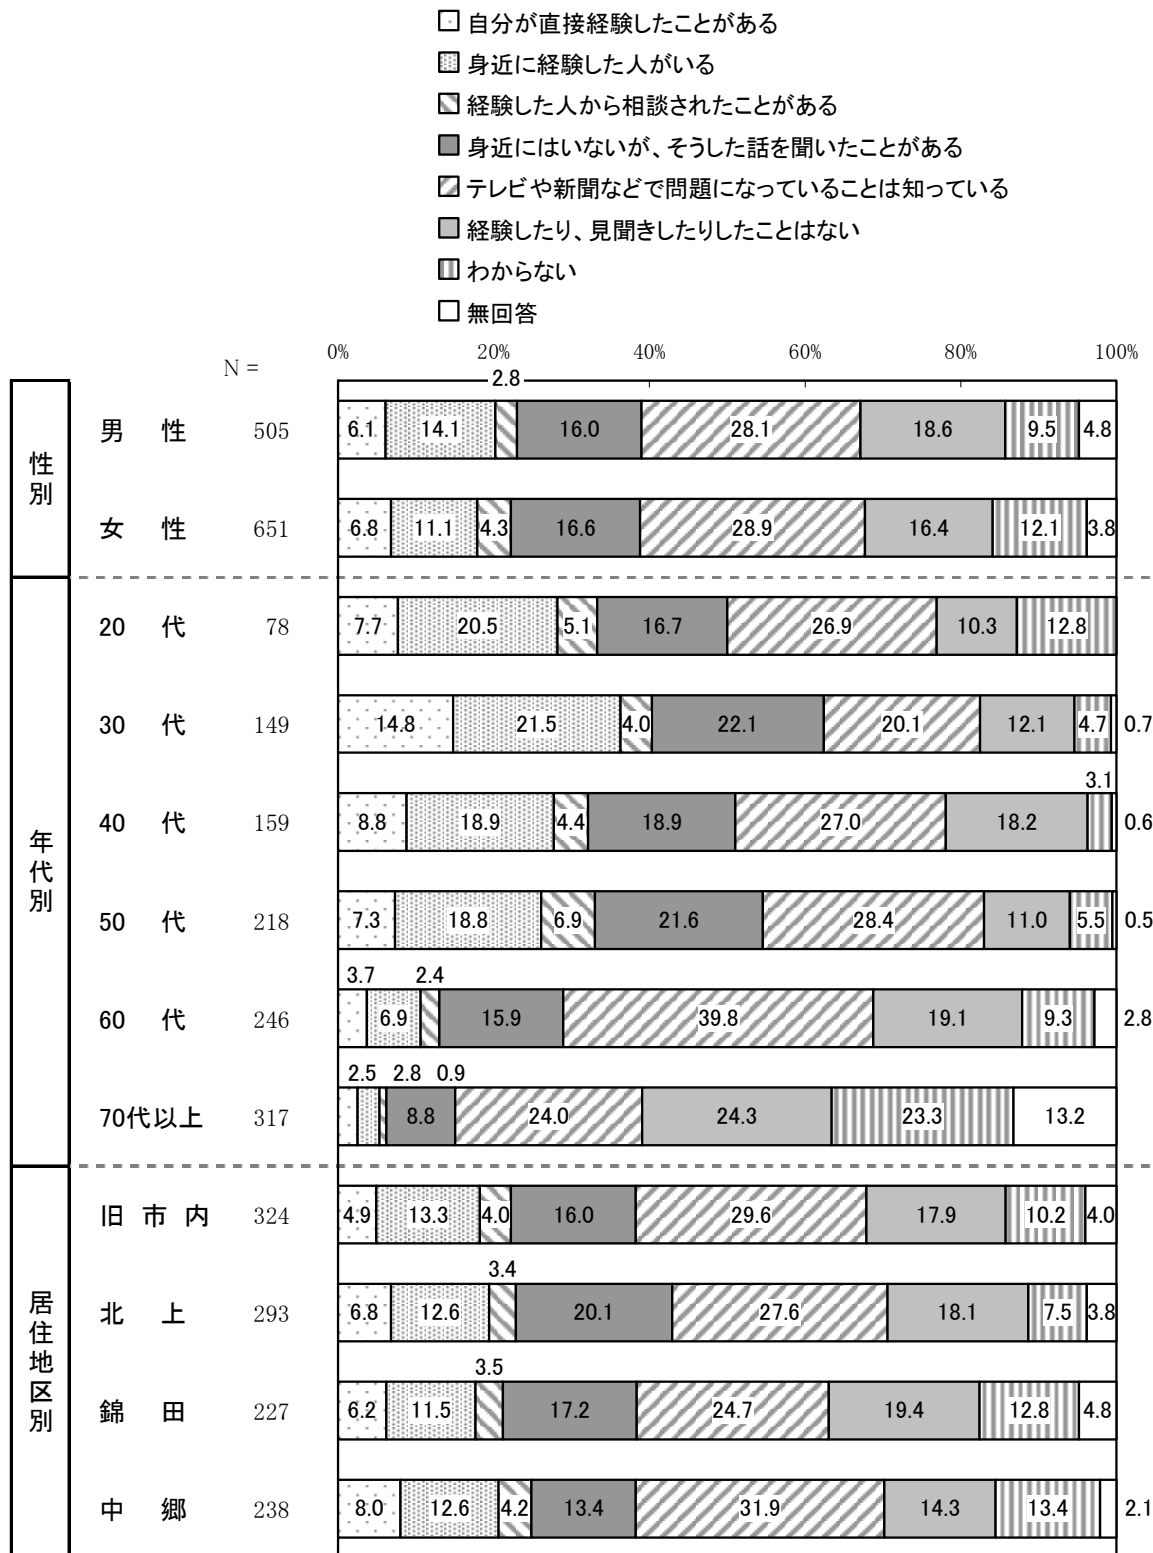 自分が直接経験したことがある
身近に経験した人がいる
経験した人から相談されたことがある
身近にはいないが、そうした話を聞いたことがある
テレビや新聞などで問題になっていることは知っている
経験したり、見聞きしたりしたことはない
わからない
無回答
N = 0% 20% 40% 60% 80% 100%
性別
2.8
男性 505 6.1 14.1 16.0 28.1 18.6 9.5 4.8
女性 651 6.8 11.1 4.3 16.6 28.9 16.4 12.1 3.8
年代別
20代 78 7.7 20.5 5.1 16.7 26.9 10.3 12.8
30代 149 14.8 21.5 4.0 22.1 20.1 12.1 4.7 0.7
3.1
40代 159 8.8 18.9 4.4 18.9 27.0 18.2 0.6
50代 218 7.3 18.8 6.9 21.6 28.4 11.0 5.5 0.5
3.7 2.4
60代 246 6.9 15.9 39.8 19.1 9.3 2.8
2.5 2.8 0.9
70代以上 317 8.8 24.0 24.3 23.3 13.2
居住地区別
旧市内 324 4.9 13.3 4.0 16.0 29.6 17.9 10.2 4.0
3.4
北上 293 6.8 12.6 20.1 27.6 18.1 7.5 3.8
3.5
錦田 227 6.2 11.5 17.2 24.7 19.4 12.8 4.8
中郷 238 8.0 12.6 4.2 13.4 31.9 14.3 13.4 2.1